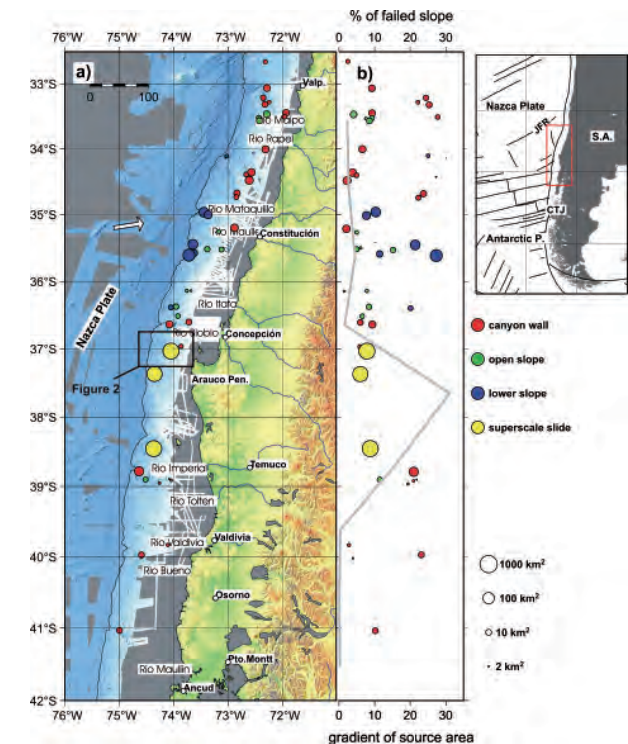 % of failed slope
76°W 75°W 74°W 73°W 72°W 0 10 20 30
a)
b)
0 100
33°S
34°S
35°S
36°S
37°S
38°S
39°S
40°S
41°S
42°S
Valp.
Rio Maipo
Rio Rapel
Rio Mataquillo
Rio Maule
Constitución
Rio Itata
Rio Biobio
Concepción
Nazca Plate
Figure 2
Arauco Pen.
Rio Imperial
Temuco
Rio Tolten
Rio Valdivia
Valdivia
Rio Bueno
Osorno
Rio Maullin
Pto.Montt
Ancud
76°W 75°W 74°W 73°W 72°W 0 10 20 30
gradient of source area
Nazca Plate
JFR
S.A.
CTJ
Antarctic P.
canyon wall
open slope
lower slope
superscale slide
1000 km²
100 km²
10 km²
2 km²